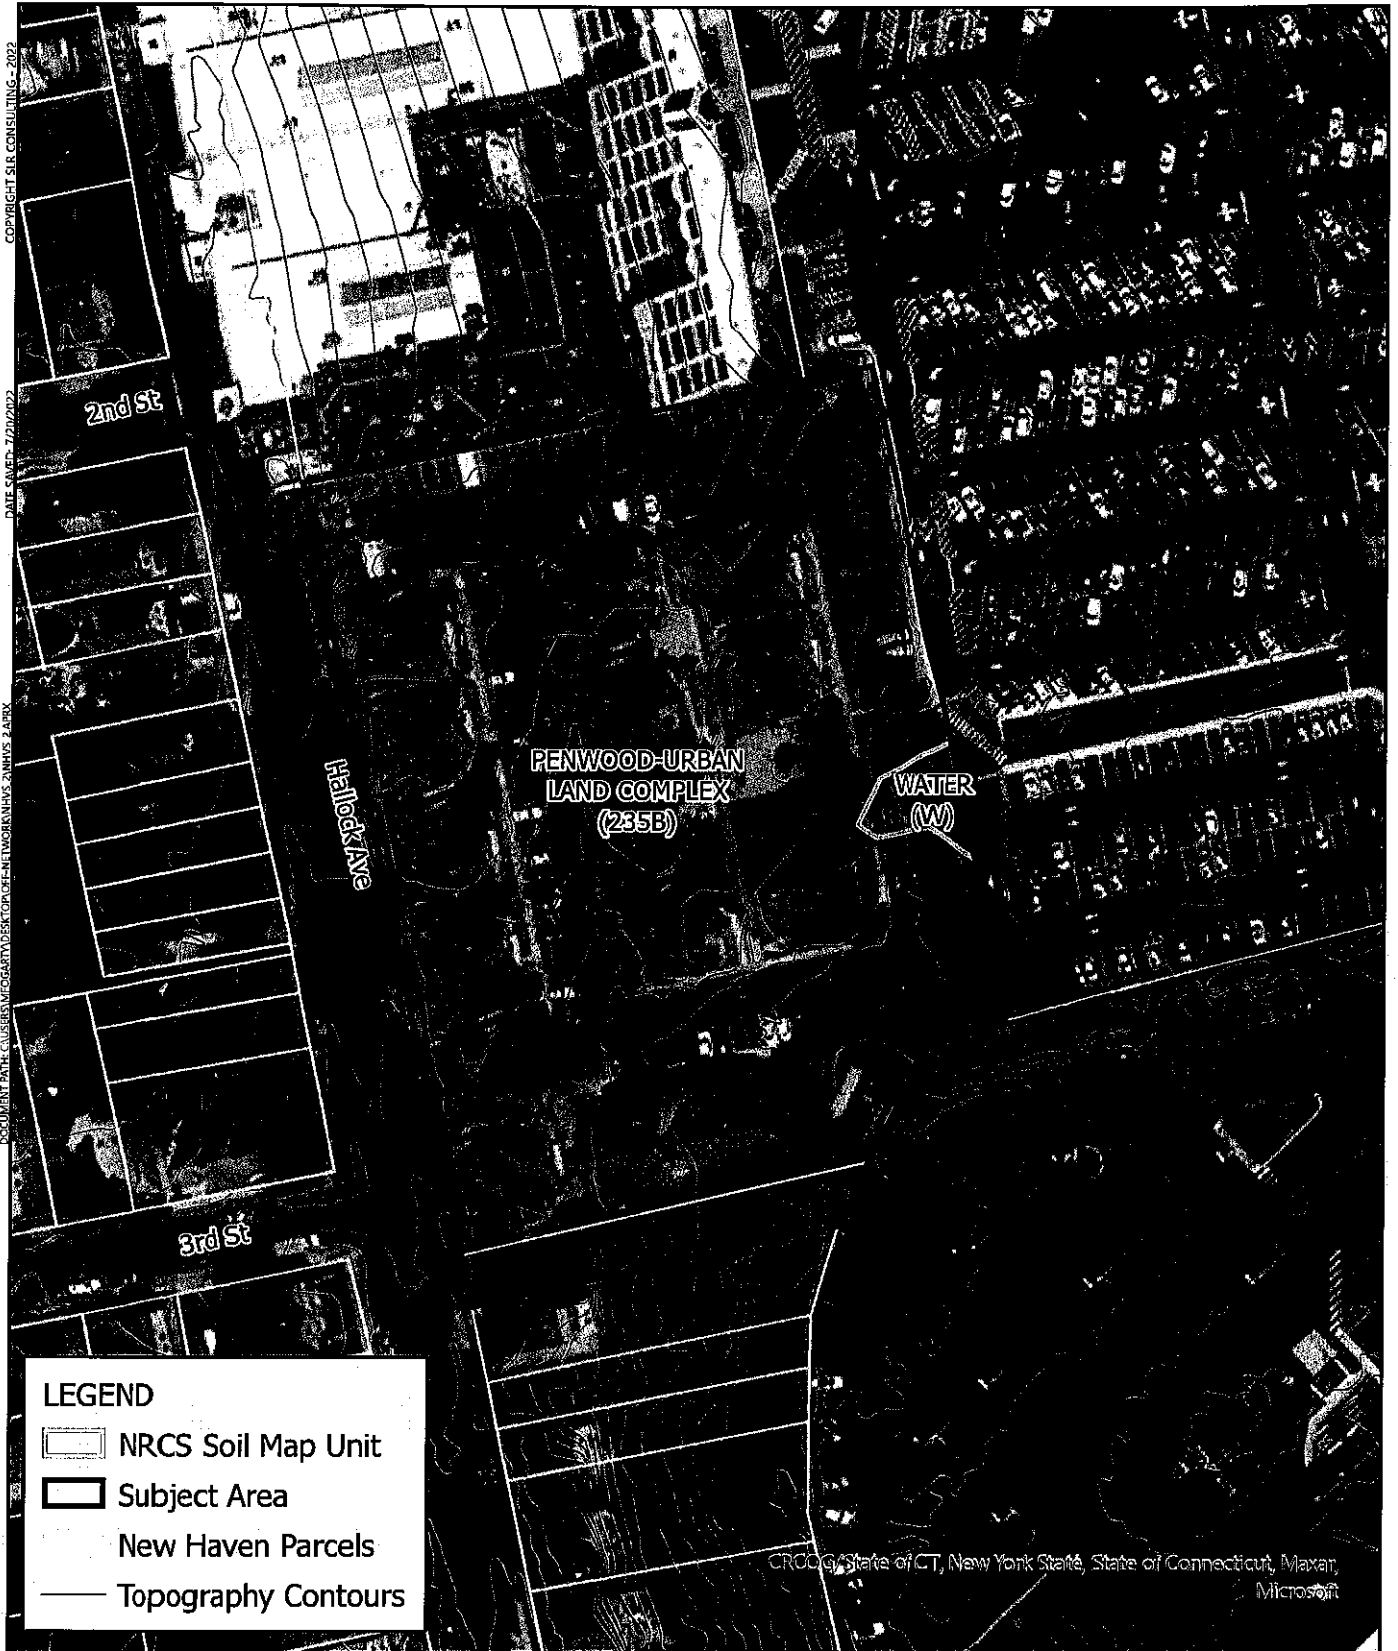 COPYRIGHT SLR CONSULTING - 2022
DATE SAVED: 7/20/2022
2nd St
Hallock Ave
PENWOOD-URBAN
LAND COMPLEX
(235B)
WATER
(W)
3rd St
LEGEND
NRCS Soil Map Unit
Subject Area
New Haven Parcels
Topography Contours
CRCOG, State of CT, New York State, State of Connecticut, Maxar,
Microsoft